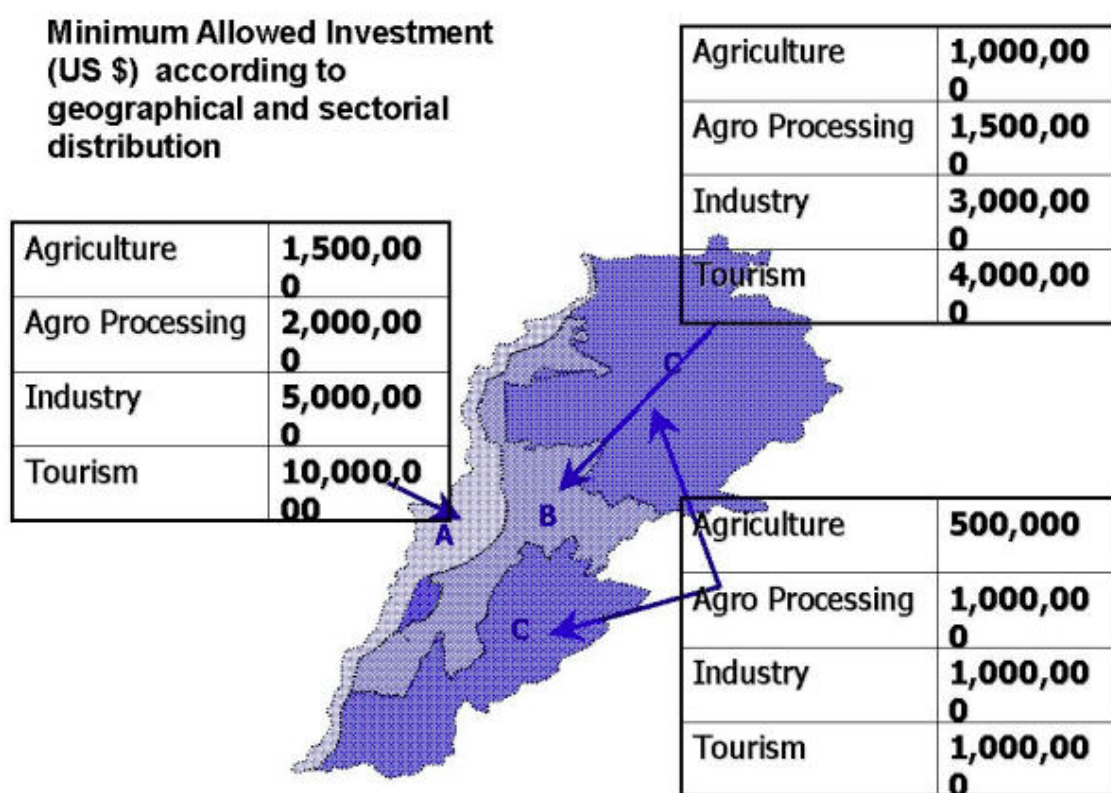 Minimum Allowed Investment
(US $) according to
geographical and sectorial
distribution
Agriculture 1,000,00
0
Agro Processing 1,500,00
0
Industry 3,000,00
0
Tourism 4,000,00
0
Agriculture 1,500,00
0
Agro Processing 2,000,00
0
Industry 5,000,00
0
Tourism 10,000,0
00
C
A
B
C
Agriculture 500,000
Agro Processing 1,000,00
0
Industry 1,000,00
0
Tourism 1,000,00
0